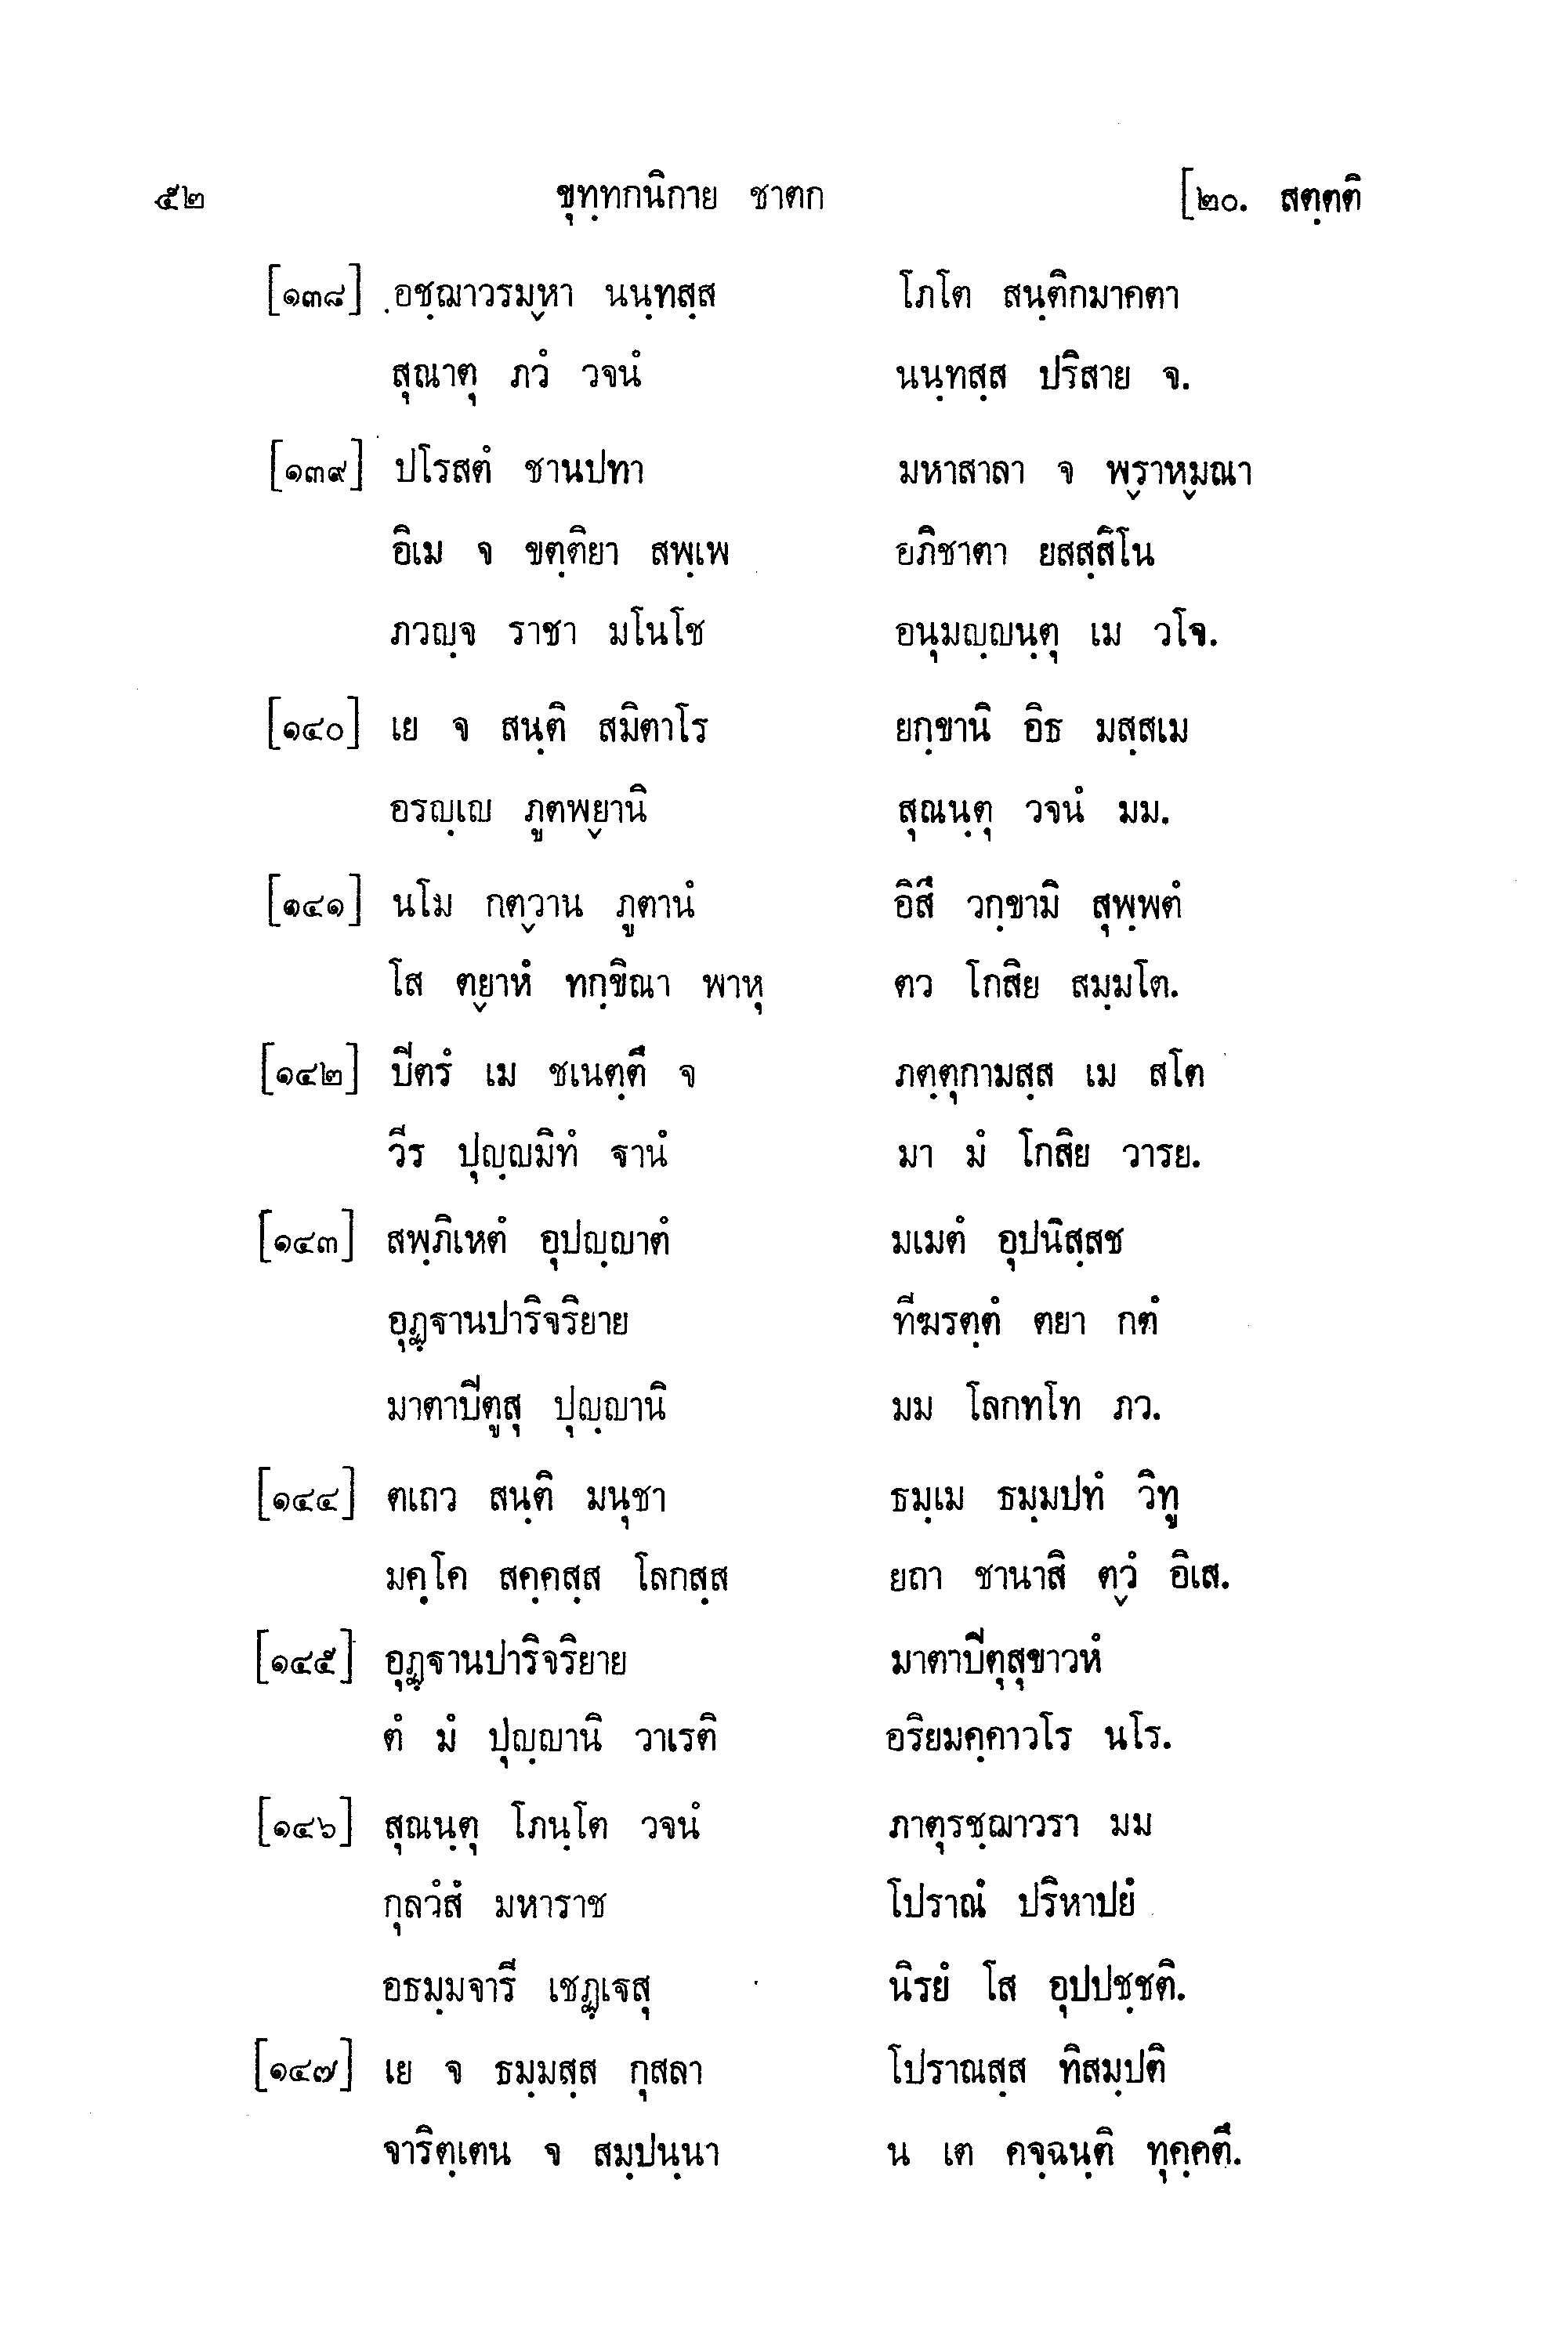 ๕๒ ขุทฺทกนิกาย ชาตก [๒๐. สตฺตติ
[๑๓๘] อชฺฌาวรมฺหา นนฺทสฺส โภโต สนฺติกมาคตา
สุณาตุ ภวํ วจนํ นนฺทสฺส ปริสาย จ.
[๑๓๙] ปโรสตํ ชานปทา มหาสาลา จ พฺราหฺมณา
อิเม จ ขตฺติยา สพฺเพ อภิชาตา ยสสฺสิโน
ภวญฺจ ราชา มโนโช อนุมญฺญนฺตุ เม วโจ.
[๑๔๐] เย จ สนฺติ สมิตาโร ยกฺขานิ อิธ มสฺสเม
อรญฺเญ ภูตพฺยานิ สุณนฺตุ วจนํ มม.
[๑๔๑] นโม กตฺวาน ภูตานํ อิสึ วกฺขามิ สุพฺพตํ
โส ตฺยาหํ ทกฺขิณา พาหุ ตว โกสิย สมฺมโต.
[๑๔๒] ปีตรํ เม ชเนตฺตึ จ ภตฺตุกามสฺส เม สโต
วีร ปุญฺญมิทํ ฐานํ มา มํ โกสิย วารย.
[๑๔๓] สพฺภิเหตํ อุปญฺญาตํ มเมตํ อุปนิสฺสช
อุฏฺฐานปาริจริยาย ทีฆรตฺตํ ตยา กตํ
มาตาปีตูสุ ปุญฺญานิ มม โลกทโท ภว.
[๑๔๔] ตเถว สนฺติ มนุชา ธมฺเม ธมฺมปทํ วิทู
มคฺโค สคฺคสฺส โลกสฺส ยถา ชานาสิ ตฺวํ อิเส.
[๑๔๕] อุฏฺฐานปาริจริยาย มาตาปีตุสุขาวหํ
ตํ มํ ปุญฺญานิ วาเรติ อริยมคฺคาวโร นโร.
[๑๔๖] สุณนฺตุ โภนฺโต วจนํ ภาตุรชฺฌาวรา มม
กุลวํสํ มหาราช โปราณํ ปริหาปยํ
อธมฺมจารี เชฏฺเฐสุ นิรยํ โส อุปปชฺชติ.
[๑๔๗] เย จ ธมฺมสฺส กุสลา โปราณสฺส ทิสมฺปติ
จาริตฺเตน จ สมฺปนฺนา น เต คจฺฉนฺติ ทุคฺคตึ.